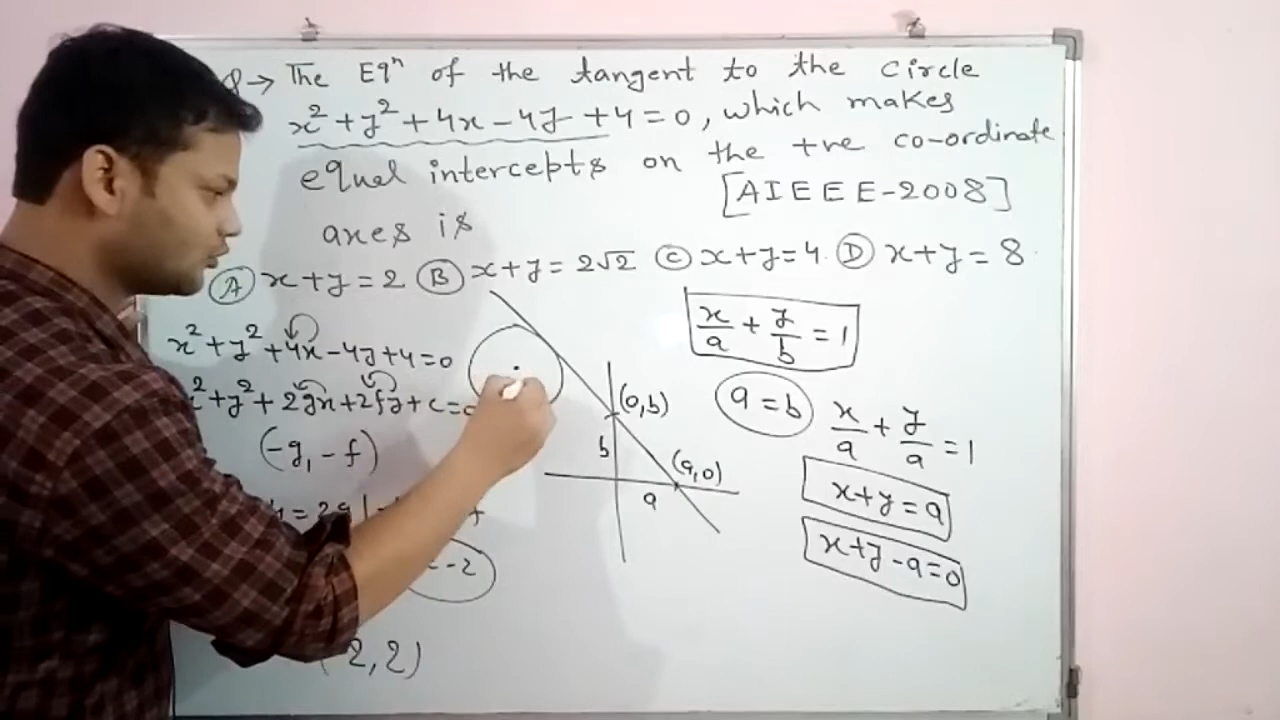 Q→ The Eqⁿ of the tangent to the circle
x² + y² + 4x - 4y + 4 = 0, which makes
equal intercepts on the +ve co-ordinate
axes is [AIEEE-2008]
(A) x + y = 2 (B) x + y = 2√2 (C) x + y = 4. (D) x + y = 8.
x² + y² + 4x - 4y + 4 = 0
x² + y² + 2gx + 2fy + c = 0
(-g, -f)
-2
2, 2)
(0, b)
b
(a, 0)
a
x/a + y/b = 1
a = b
x/a + y/a = 1
x + y = a
x + y - a = 0